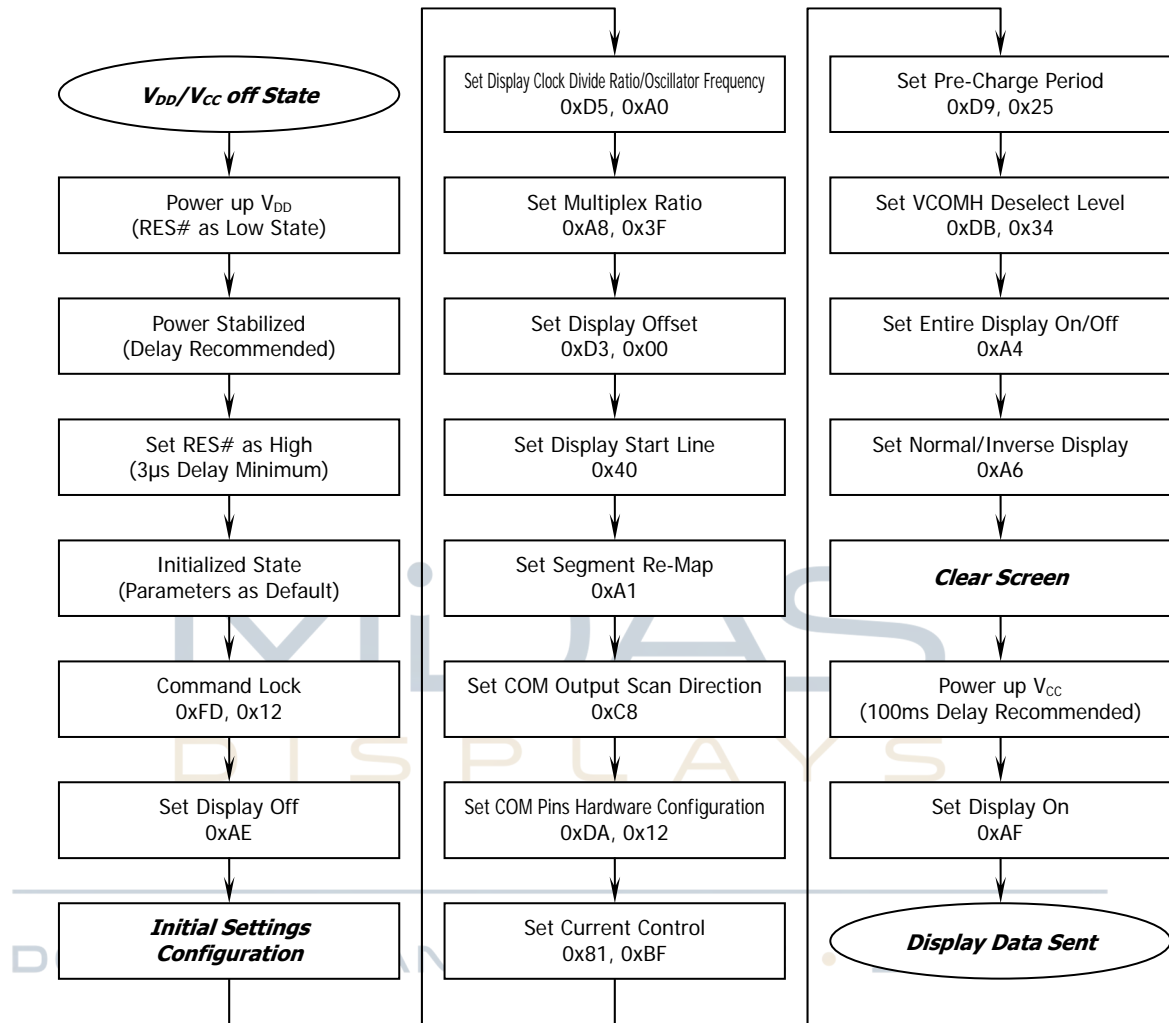 V_DD/V_CC off State
Power up V_DD
(RES# as Low State)
Power Stabilized
(Delay Recommended)
Set RES# as High
(3μs Delay Minimum)
Initialized State
(Parameters as Default)
Command Lock
0xFD, 0x12
Set Display Off
0xAE
Initial Settings
Configuration
Set Display Clock Divide Ratio/Oscillator Frequency
0xD5, 0xA0
Set Multiplex Ratio
0xA8, 0x3F
Set Display Offset
0xD3, 0x00
Set Display Start Line
0x40
Set Segment Re-Map
0xA1
Set COM Output Scan Direction
0xC8
Set COM Pins Hardware Configuration
0xDA, 0x12
Set Current Control
0x81, 0xBF
Set Pre-Charge Period
0xD9, 0x25
Set VCOMH Deselect Level
0xDB, 0x34
Set Entire Display On/Off
0xA4
Set Normal/Inverse Display
0xA6
Clear Screen
Power up V_CC
(100ms Delay Recommended)
Set Display On
0xAF
Display Data Sent
MIDAS
DISPLAYS